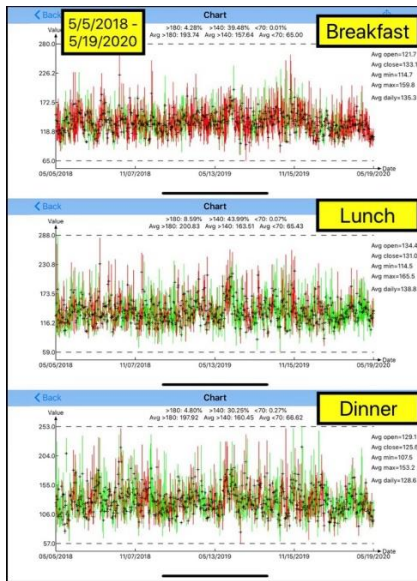 Back
Chart
5/5/2018 -
5/19/2020
Breakfast
Value
>180: 4.28% >140: 39.48% <70: 0.01%
Avg >180: 193.74 Avg >140: 157.64 Avg <70: 65.00
280.0
226.2
172.5
118.8
65.0
Avg open=121.7
Avg close=133.1
Avg min=114.7
Avg max=159.8
Avg daily=135.3
Date
05/05/2018 11/07/2018 05/13/2019 11/15/2019 05/19/2020
Back
Chart
Lunch
Value
>180: 8.59% >140: 43.99% <70: 0.07%
Avg >180: 200.83 Avg >140: 163.51 Avg <70: 65.43
288.0
230.8
173.5
116.2
59.0
Avg open=134.4
Avg close=131.0
Avg min=114.5
Avg max=165.5
Avg daily=138.8
Date
05/05/2018 11/07/2018 05/13/2019 11/15/2019 05/19/2020
Back
Chart
Dinner
Value
>180: 4.80% >140: 30.25% <70: 0.27%
Avg >180: 197.92 Avg >140: 160.45 Avg <70: 66.62
253.0
204.0
155.0
106.0
57.0
Avg open=129.1
Avg close=125.6
Avg min=107.5
Avg max=153.2
Avg daily=128.6
Date
05/05/2018 11/07/2018 05/13/2019 11/15/2019 05/19/2020